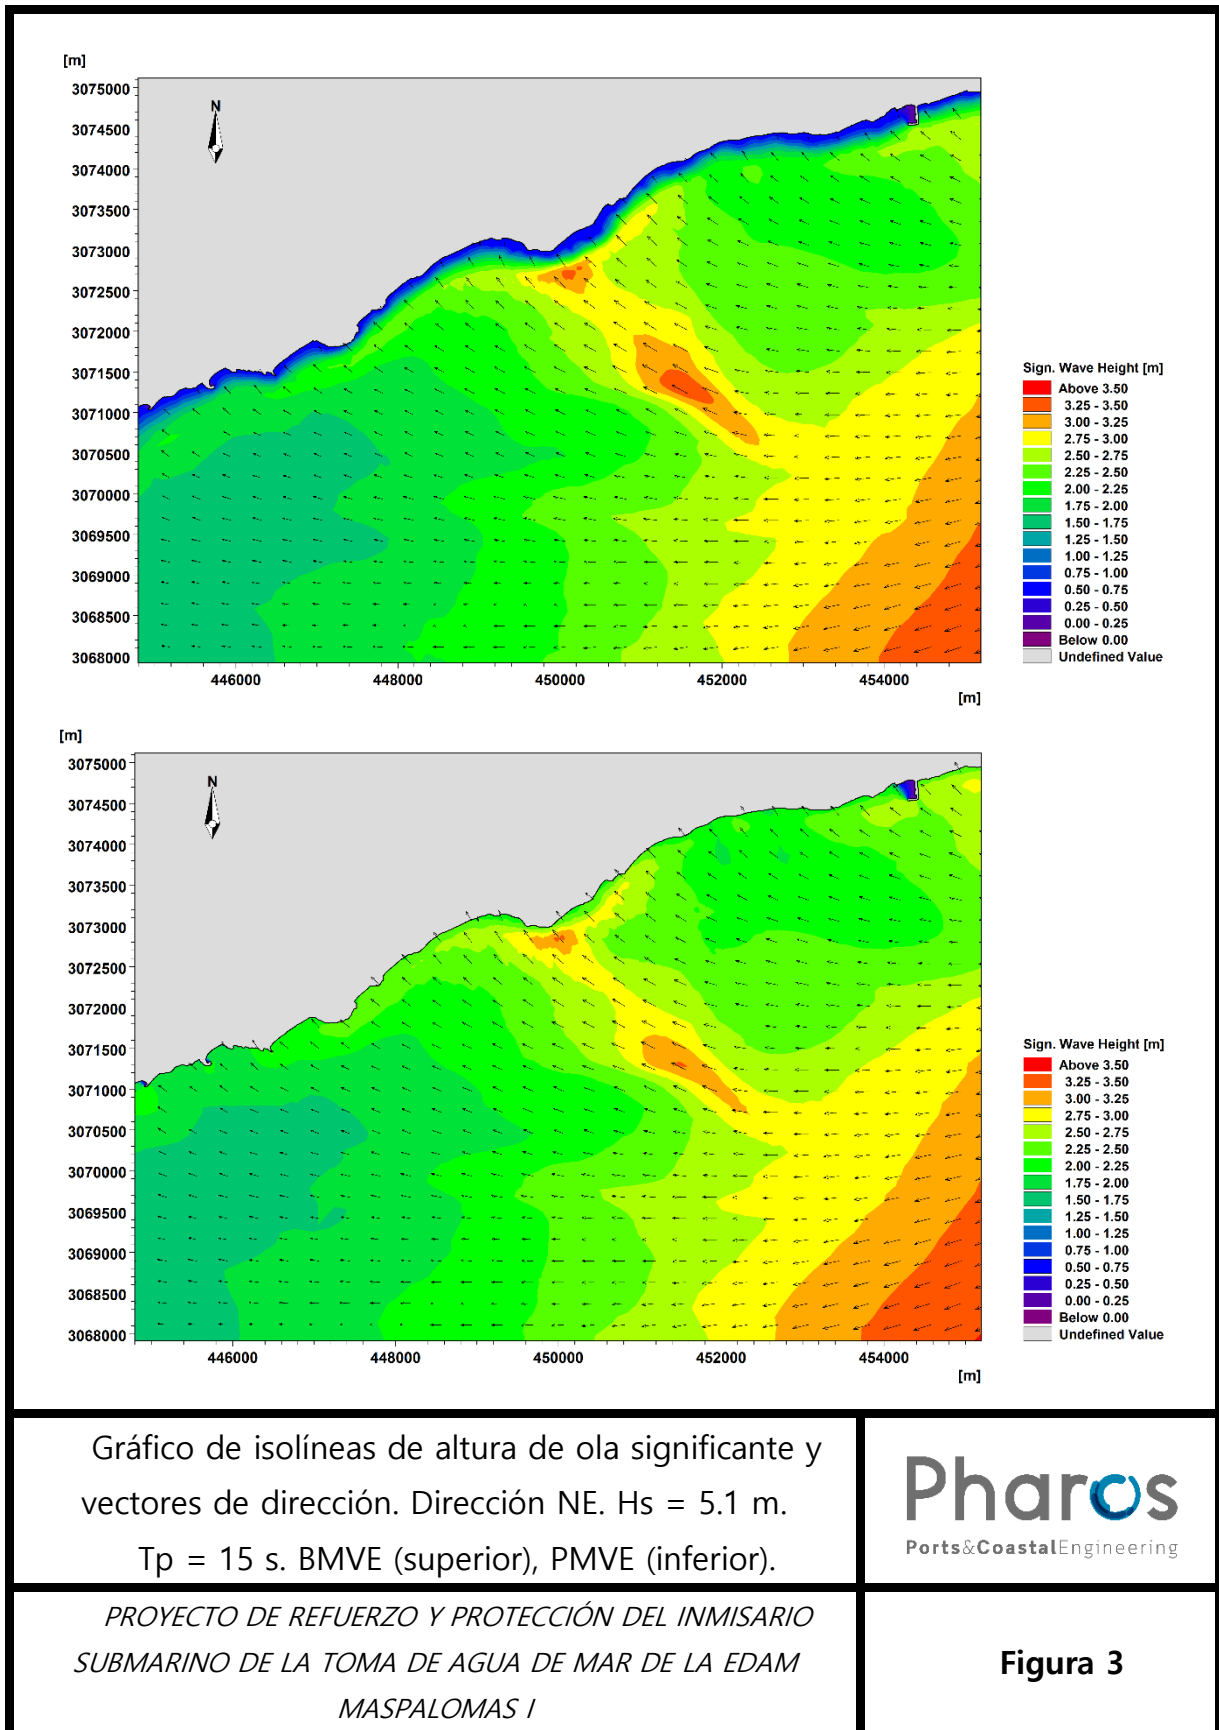 [m]
3075000
3074500
3074000
3073500
3073000
3072500
3072000
3071500
3071000
3070500
3070000
3069500
3069000
3068500
3068000
N
446000 448000 450000 452000 454000
[m]
Sign. Wave Height [m]
Above 3.50
3.25 - 3.50
3.00 - 3.25
2.75 - 3.00
2.50 - 2.75
2.25 - 2.50
2.00 - 2.25
1.75 - 2.00
1.50 - 1.75
1.25 - 1.50
1.00 - 1.25
0.75 - 1.00
0.50 - 0.75
0.25 - 0.50
0.00 - 0.25
Below 0.00
Undefined Value
[m]
3075000
3074500
3074000
3073500
3073000
3072500
3072000
3071500
3071000
3070500
3070000
3069500
3069000
3068500
3068000
N
446000 448000 450000 452000 454000
[m]
Sign. Wave Height [m]
Above 3.50
3.25 - 3.50
3.00 - 3.25
2.75 - 3.00
2.50 - 2.75
2.25 - 2.50
2.00 - 2.25
1.75 - 2.00
1.50 - 1.75
1.25 - 1.50
1.00 - 1.25
0.75 - 1.00
0.50 - 0.75
0.25 - 0.50
0.00 - 0.25
Below 0.00
Undefined Value
Gráfico de isolíneas de altura de ola significante y
vectores de dirección. Dirección NE. Hs = 5.1 m.
Tp = 15 s. BMVE (superior), PMVE (inferior).
Pharos
Ports&CoastalEngineering
PROYECTO DE REFUERZO Y PROTECCIÓN DEL INMISARIO
SUBMARINO DE LA TOMA DE AGUA DE MAR DE LA EDAM
MASPALOMAS I
Figura 3